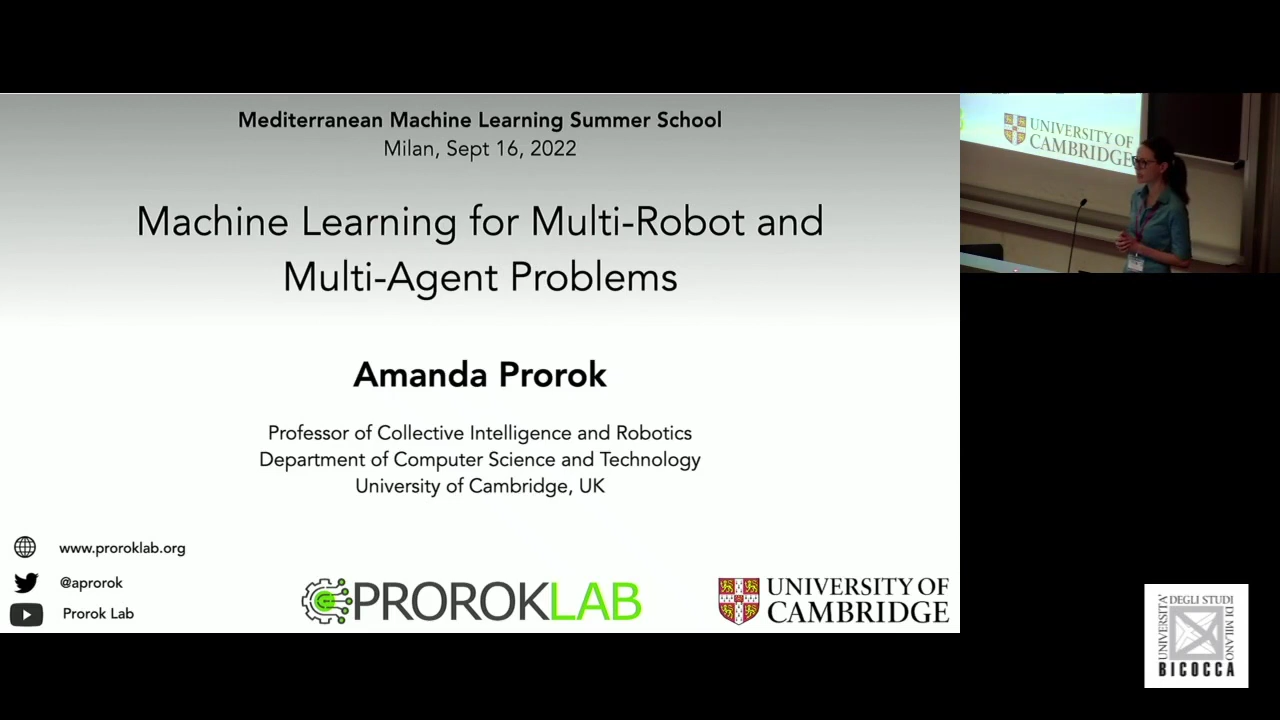 Mediterranean Machine Learning Summer School
Milan, Sept 16, 2022
Machine Learning for Multi-Robot and
Multi-Agent Problems
Amanda Prorok
Professor of Collective Intelligence and Robotics
Department of Computer Science and Technology
University of Cambridge, UK
www.proroklab.org
@aprorok
Prorok Lab
PROROKLAB
UNIVERSITY OF
CAMBRIDGE
UNIVERSITY OF
CAMBRIDGE
UNIVERSITA'
DEGLI STUDI
DI MILANO
BICOCCA